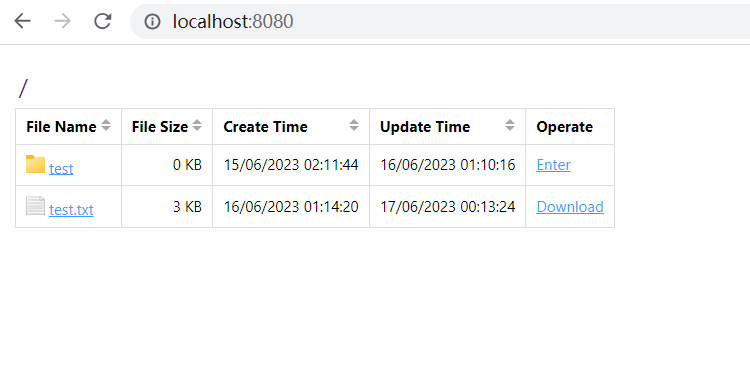 localhost:8080
/
File Name File Size Create Time Update Time Operate
test 0 KB 15/06/2023 02:11:44 16/06/2023 01:10:16 Enter
test.txt 3 KB 16/06/2023 01:14:20 17/06/2023 00:13:24 Download